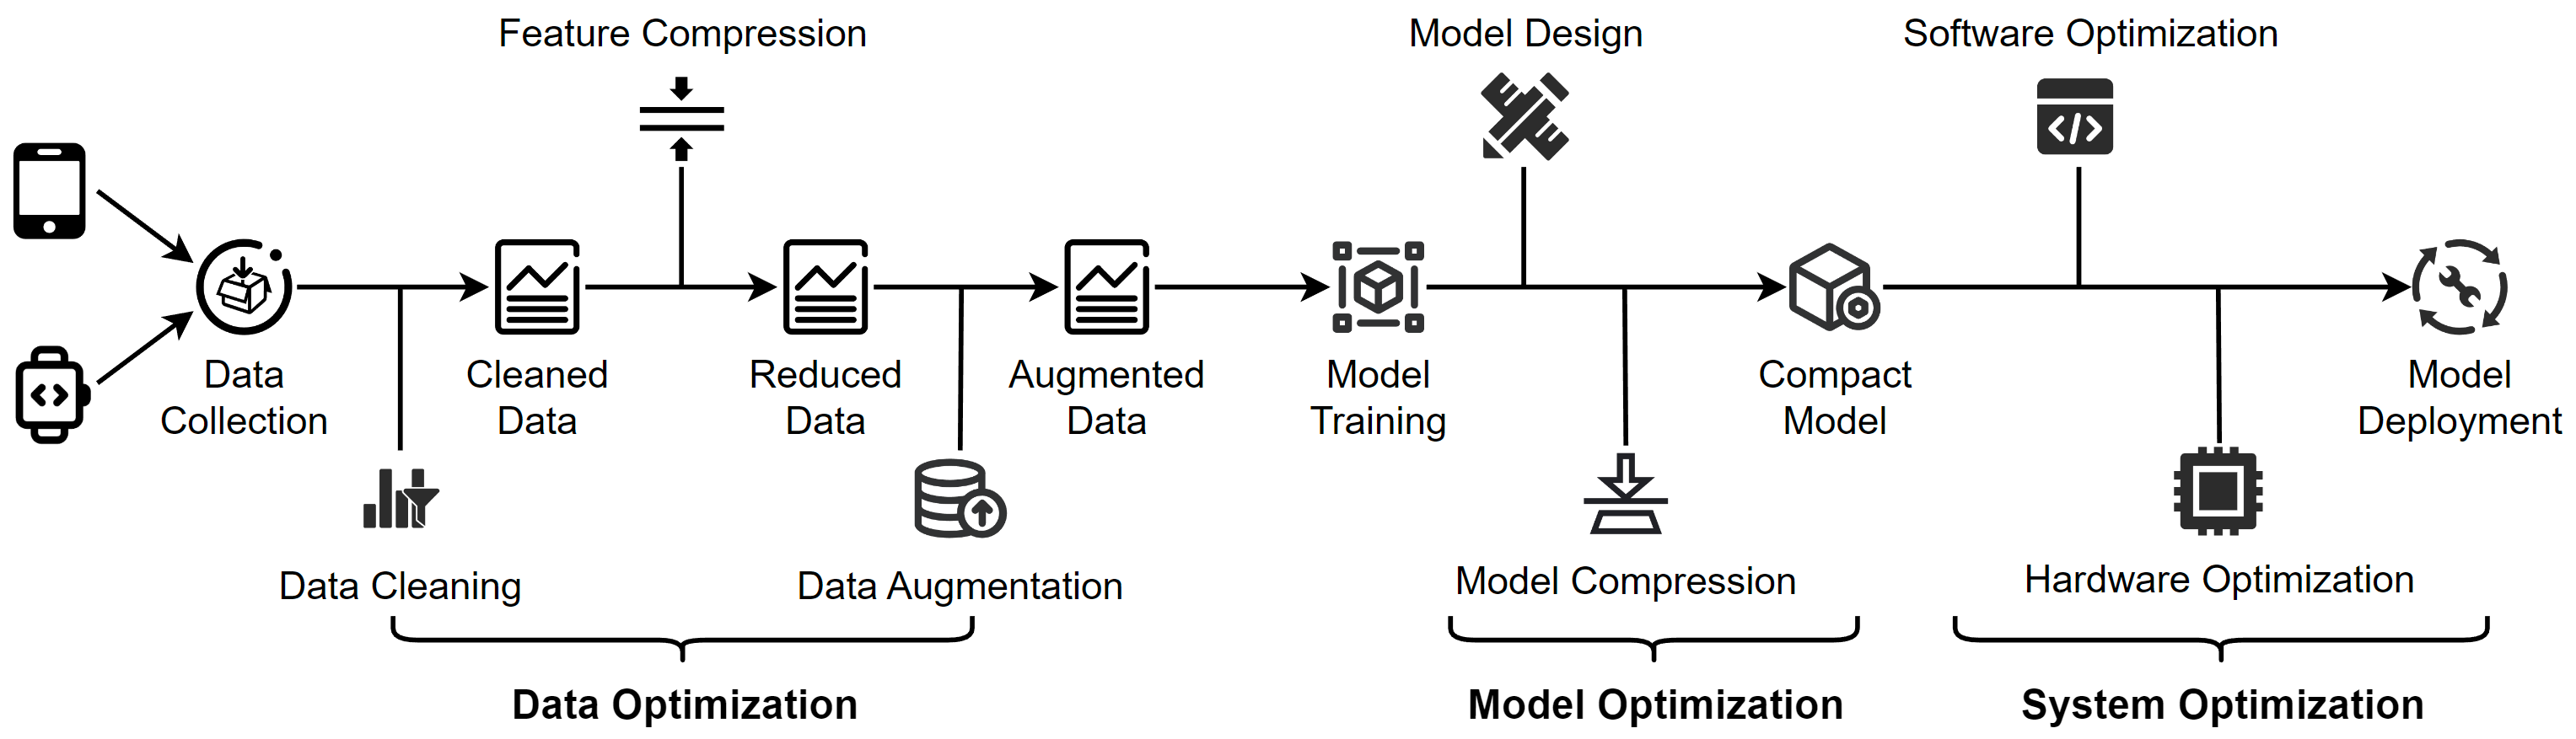 Feature Compression
Model Design
Software Optimization
Data
Collection
Cleaned
Data
Reduced
Data
Augmented
Data
Model
Training
Compact
Model
Model
Deployment
Data Cleaning
Data Augmentation
Model Compression
Hardware Optimization
Data Optimization
Model Optimization
System Optimization